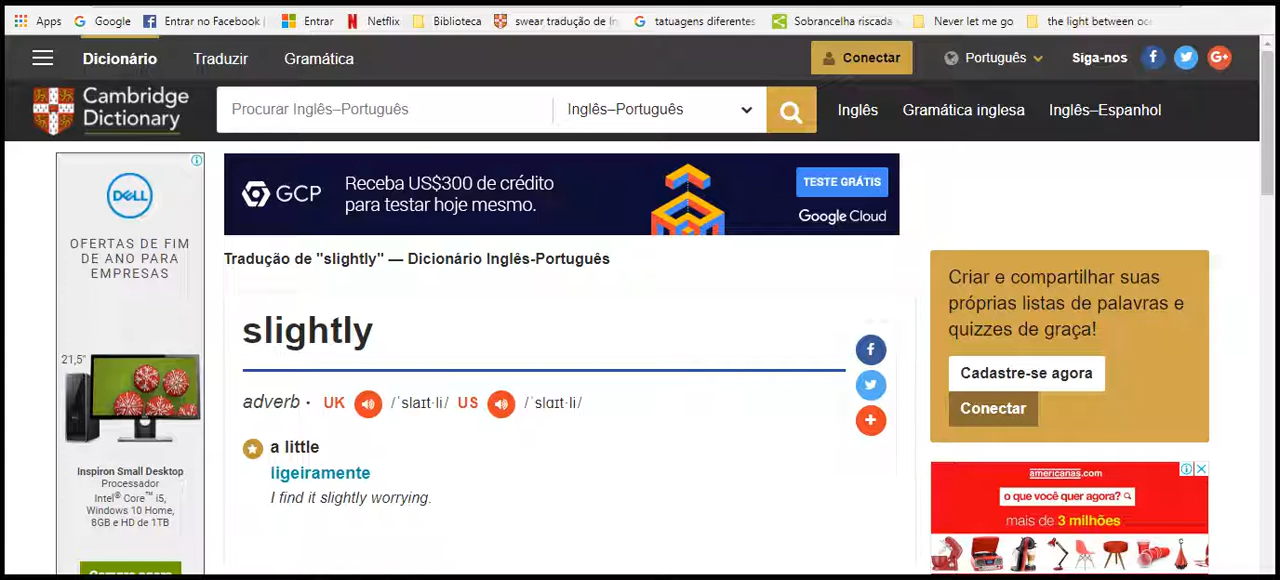 Apps Google Entrar no Facebook Entrar Netflix Biblioteca swear tradução de In tatuagens diferentes Sobrancelha riscada Never let me go the light between oce
Dicionário Traduzir Gramática Conectar Português Siga-nos
Cambridge
Dictionary
Procurar Inglês–Português Inglês–Português Inglês Gramática inglesa Inglês–Espanhol
DELL
OFERTAS DE FIM
DE ANO PARA
EMPRESAS
21,5"
Inspiron Small Desktop
Processador
Intel® Core™ i5,
Windows 10 Home,
8GB e HD de 1TB
GCP
Receba US$300 de crédito
para testar hoje mesmo.
TESTE GRÁTIS
Google Cloud
Tradução de "slightly" — Dicionário Inglês-Português
slightly
adverb · UK /ˈslaɪt·li/ US /ˈslɑɪt·li/
a little
ligeiramente
I find it slightly worrying.
Criar e compartilhar suas
próprias listas de palavras e
quizzes de graça!
Cadastre-se agora
Conectar
americanas.com
o que você quer agora?
mais de 3 milhões